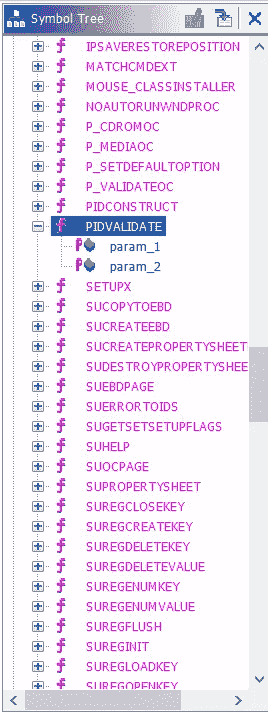 Symbol Tree
IPSAVERESTOREPOSITION
MATCHCMDEXT
MOUSE_CLASSINSTALLER
NOAUTORUNWNDPROC
P_CDROMOC
P_MEDIAOC
P_SETDEFAULTOPTION
P_VALIDATEOC
PIDCONSTRUCT
PIDVALIDATE
param_1
param_2
SETUPX
SUCOPYTOEBD
SUCREATEEBD
SUCREATEPROPERTYSHEET
SUDESTROYPROPERTYSHEE
SUEBDPAGE
SUERRORTOIDS
SUGETSETSETUPFLAGS
SUHELP
SUOCPAGE
SUPROPERTYSHEET
SUREGCLOSEKEY
SUREGCREATEKEY
SUREGDELETEKEY
SUREGDELETEVALUE
SUREGENUMKEY
SUREGENUMVALUE
SUREGFLUSH
SUREGINIT
SUREGLOADKEY
SUREGOPENKEY